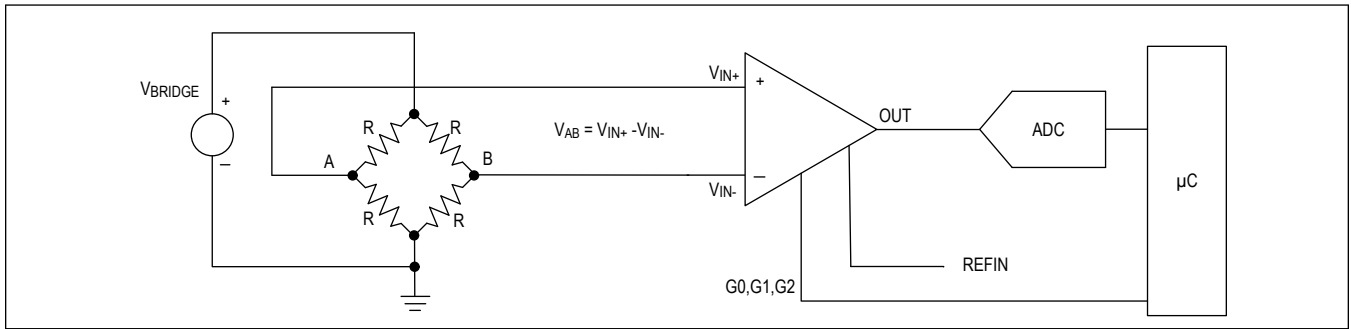 VBRIDGE
+
–
R
R
A
B
R
R
VAB = VIN+ -VIN-
VIN+
+
VIN-
–
OUT
ADC
µC
REFIN
G0,G1,G2